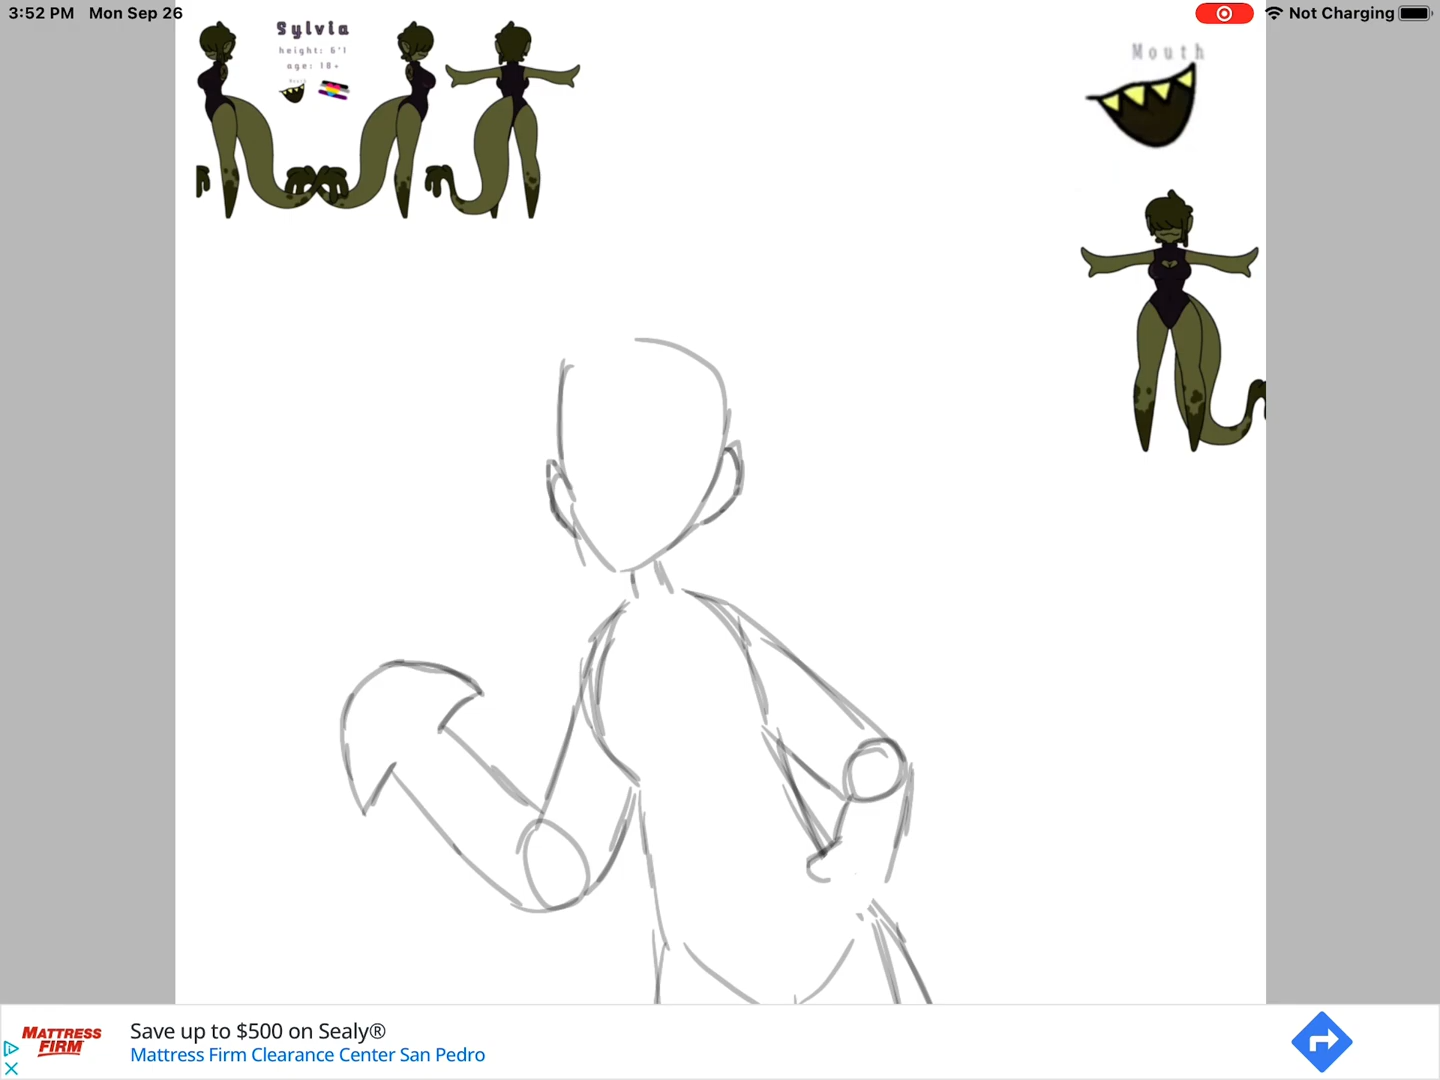 3:52 PM Mon Sep 26
Not Charging
Sylvia
height: 6'1
age: 18+
Mouth
Mouth
MATTRESS
FIRM
Save up to $500 on Sealy®
Mattress Firm Clearance Center San Pedro